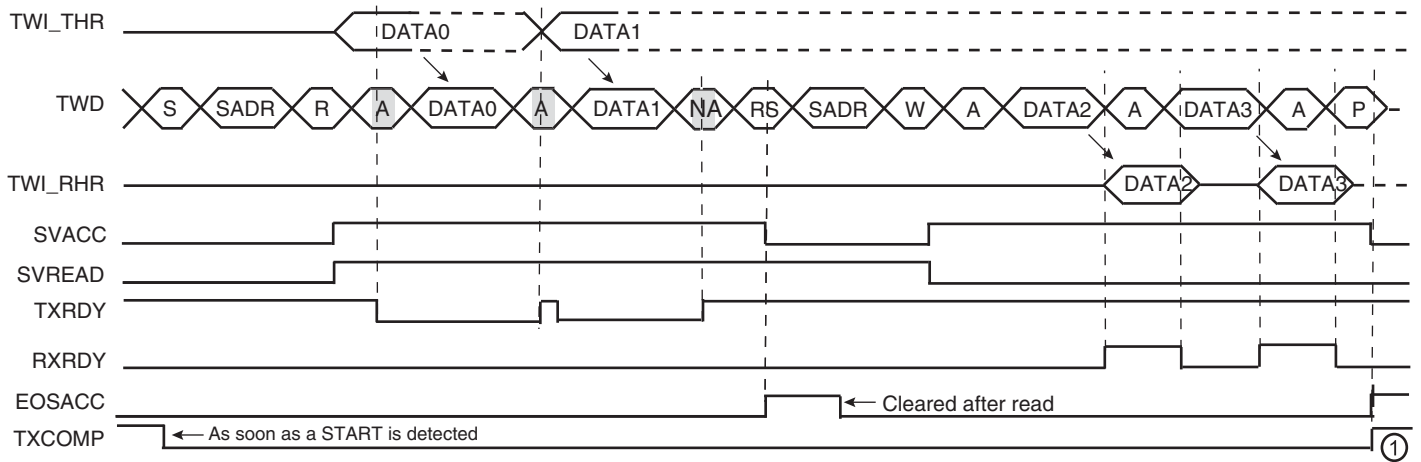 TWI_THR DATA0 DATA1
TWD S SADR R A DATA0 A DATA1 NA RS SADR W A DATA2 A DATA3 A P
TWI_RHR DATA2 DATA3
SVACC
SVREAD
TXRDY
RXRDY
EOSACC Cleared after read
TXCOMP As soon as a START is detected 1